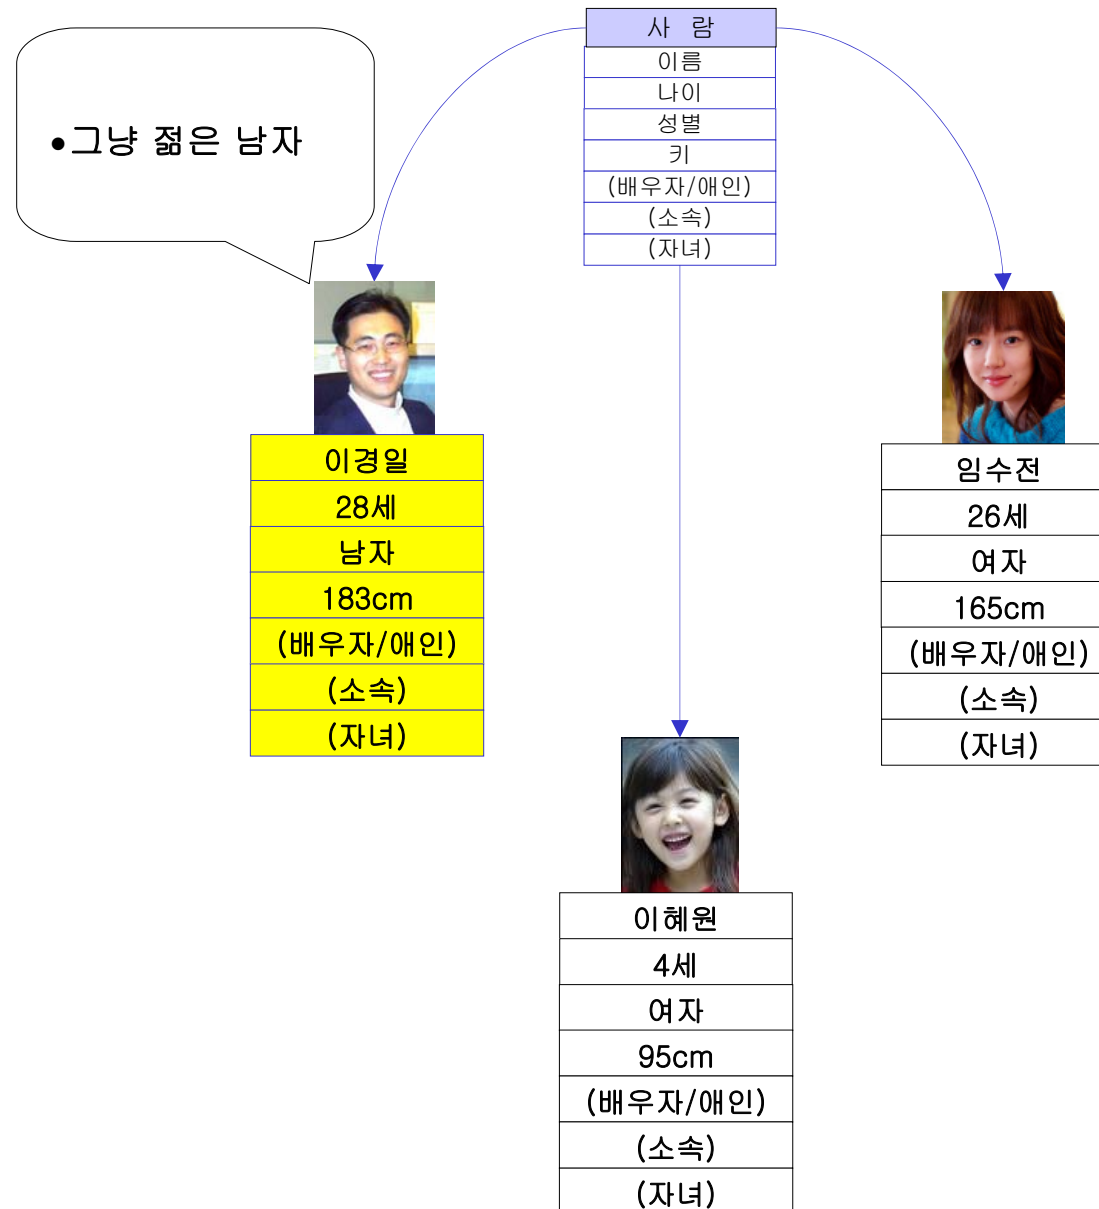 사 람
이름
나이
성별
키
(배우자/애인)
(소속)
(자녀)
•그냥 젊은 남자
이경일
28세
남자
183cm
(배우자/애인)
(소속)
(자녀)
임수전
26세
여자
165cm
(배우자/애인)
(소속)
(자녀)
이혜원
4세
여자
95cm
(배우자/애인)
(소속)
(자녀)